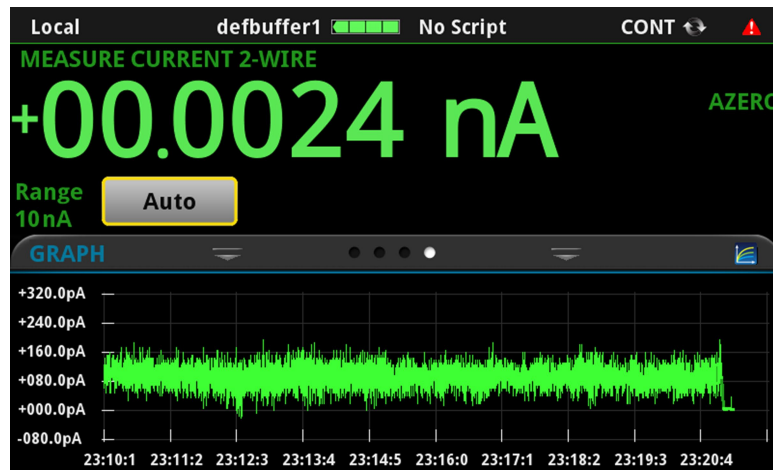 Local defbuffer1 No Script CONT
MEASURE CURRENT 2-WIRE
+00.0024 nA
AZERO
Range
10 nA
Auto
GRAPH
+320.0pA
+240.0pA
+160.0pA
+080.0pA
+000.0pA
-080.0pA
23:10:1 23:11:2 23:12:3 23:13:4 23:14:5 23:16:0 23:17:1 23:18:2 23:19:3 23:20:4